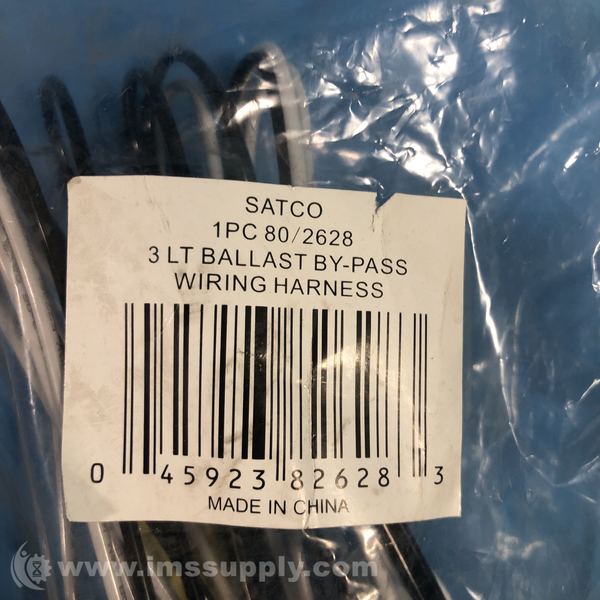 SATCO
1PC 80/2628
3 LT BALLAST BY-PASS
WIRING HARNESS
0 45923 82628 3
MADE IN CHINA
www.imssupply.com